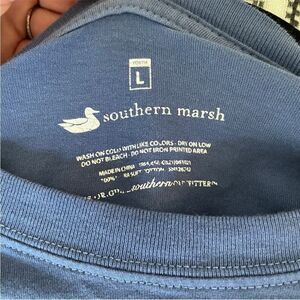 YOUTH
L
southern marsh
WASH ON COLD WITH LIKE COLORS · DRY ON LOW
DO NOT BLEACH · DO NOT IRON PRINTED AREA
MADE IN CHINA
southern